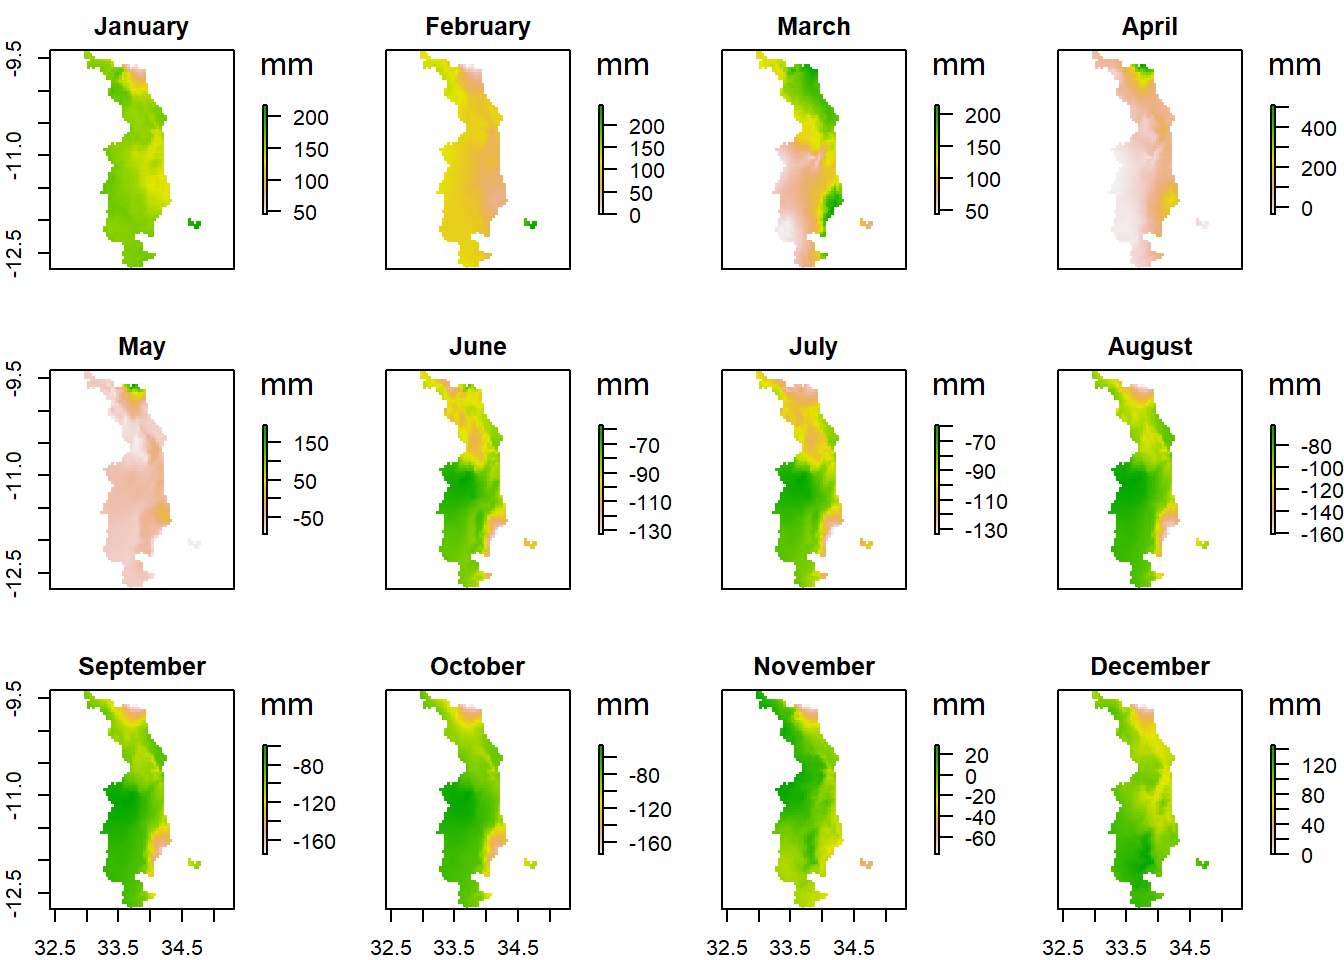 January
February
March
April
mm
200
150
100
50
mm
200
150
100
50
0
mm
200
150
100
50
mm
400
200
0
-9.5
-11.0
-12.5
May
June
July
August
mm
150
50
-50
mm
-70
-90
-110
-130
mm
-70
-90
-110
-130
mm
-80
-100
-120
-140
-160
-9.5
-11.0
-12.5
September
October
November
December
mm
-80
-120
-160
mm
-80
-120
-160
mm
20
0
-20
-40
-60
mm
120
80
40
0
-9.5
-11.0
-12.5
32.5 33.5 34.5
32.5 33.5 34.5
32.5 33.5 34.5
32.5 33.5 34.5